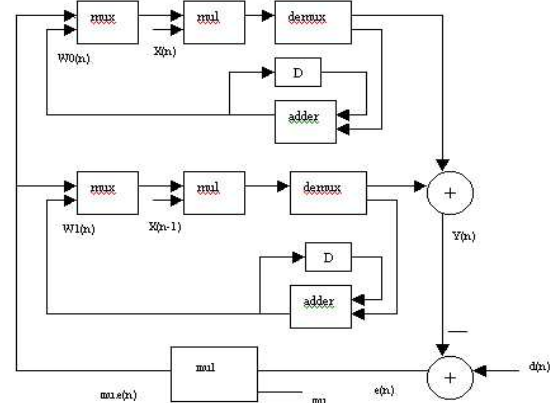 mux
mul
demux
W0(n)
X(n)
D
adder
mux
mul
demux
W1(n)
X(n-1)
Y(n)
D
adder
+
mul
+
d(n)
mu.e(n)
mu
e(n)